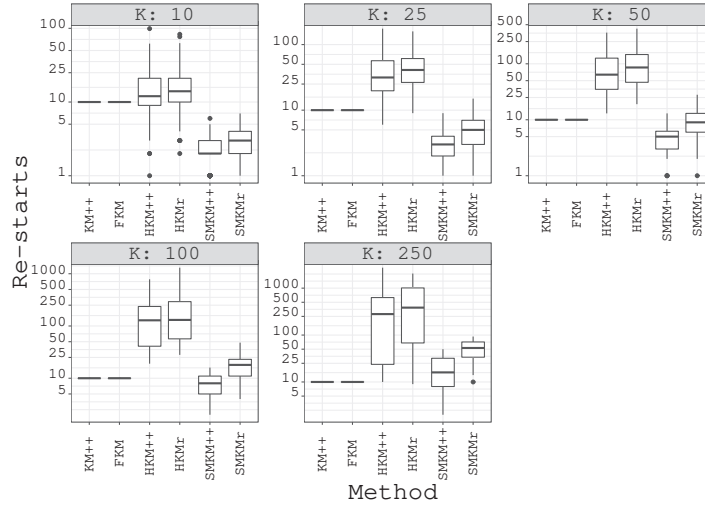 K: 10
K: 25
K: 50
100
50
25
10
5
2
1
100
50
25
10
5
1
500
250
100
50
25
10
5
1
KM++
FKM
HKM++
HKMr
SMKM++
SMKMr
KM++
FKM
HKM++
HKMr
SMKM++
SMKMr
KM++
FKM
HKM++
HKMr
SMKM++
SMKMr
Re-starts
K: 100
K: 250
1000
500
250
100
50
25
10
5
1000
500
250
100
50
25
10
5
KM++
FKM
HKM++
HKMr
SMKM++
SMKMr
KM++
FKM
HKM++
HKMr
SMKM++
SMKMr
Method